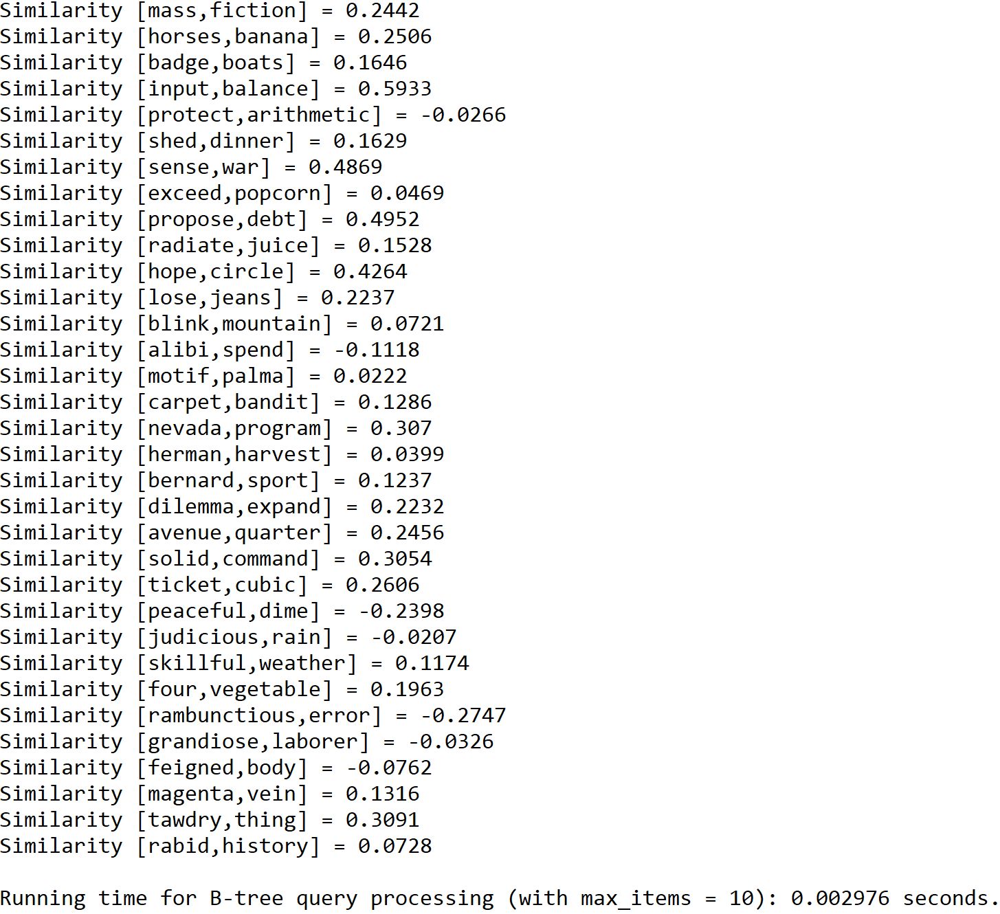 Similarity [mass,fiction] = 0.2442
Similarity [horses,banana] = 0.2506
Similarity [badge,boats] = 0.1646
Similarity [input,balance] = 0.5933
Similarity [protect,arithmetic] = -0.0266
Similarity [shed,dinner] = 0.1629
Similarity [sense,war] = 0.4869
Similarity [exceed,popcorn] = 0.0469
Similarity [propose,debt] = 0.4952
Similarity [radiate,juice] = 0.1528
Similarity [hope,circle] = 0.4264
Similarity [lose,jeans] = 0.2237
Similarity [blink,mountain] = 0.0721
Similarity [alibi,spend] = -0.1118
Similarity [motif,palma] = 0.0222
Similarity [carpet,bandit] = 0.1286
Similarity [nevada,program] = 0.307
Similarity [herman,harvest] = 0.0399
Similarity [bernard,sport] = 0.1237
Similarity [dilemma,expand] = 0.2232
Similarity [avenue,quarter] = 0.2456
Similarity [solid,command] = 0.3054
Similarity [ticket,cubic] = 0.2606
Similarity [peaceful,dime] = -0.2398
Similarity [judicious,rain] = -0.0207
Similarity [skillful,weather] = 0.1174
Similarity [four,vegetable] = 0.1963
Similarity [rambunctious,error] = -0.2747
Similarity [grandiose,laborer] = -0.0326
Similarity [feigned,body] = -0.0762
Similarity [magenta,vein] = 0.1316
Similarity [tawdry,thing] = 0.3091
Similarity [rabid,history] = 0.0728
Running time for B-tree query processing (with max_items = 10): 0.002976 seconds.